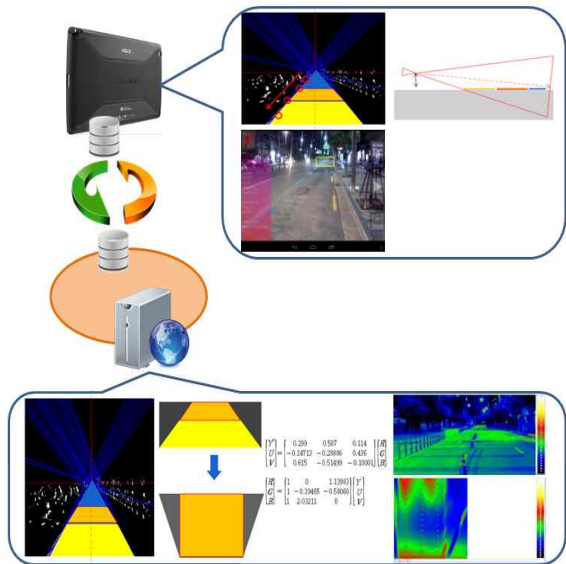 Y 0.299 0.587 0.114 R
U = -0.14713 -0.28886 0.436 G
V 0.615 -0.51499 -0.10001 B
R 1 0 1.13983 Y
G = 1 -0.39465 -0.58060 U
B 1 2.03211 0 V